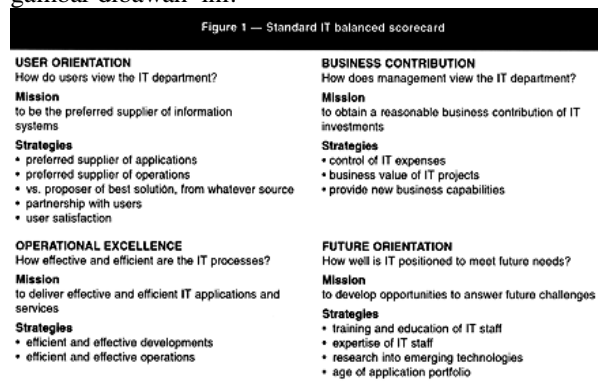 gambar dibawah ini:
Figure 1 — Standard IT balanced scorecard
USER ORIENTATION
How do users view the IT department?
Mission
to be the preferred supplier of information
systems
Strategies
• preferred supplier of applications
• preferred supplier of operations
• vs. proposer of best solution, from whatever source
• partnership with users
• user satisfaction
BUSINESS CONTRIBUTION
How does management view the IT department?
Mission
to obtain a reasonable business contribution of IT
investments
Strategies
• control of IT expenses
• business value of IT projects
• provide new business capabilities
OPERATIONAL EXCELLENCE
How effective and efficient are the IT processes?
Mission
to deliver effective and efficient IT applications and
services
Strategies
• efficient and effective developments
• efficient and effective operations
FUTURE ORIENTATION
How well is IT positioned to meet future needs?
Mission
to develop opportunities to answer future challenges
Strategies
• training and education of IT staff
• expertise of IT staff
• research into emerging technologies
• age of application portfolio